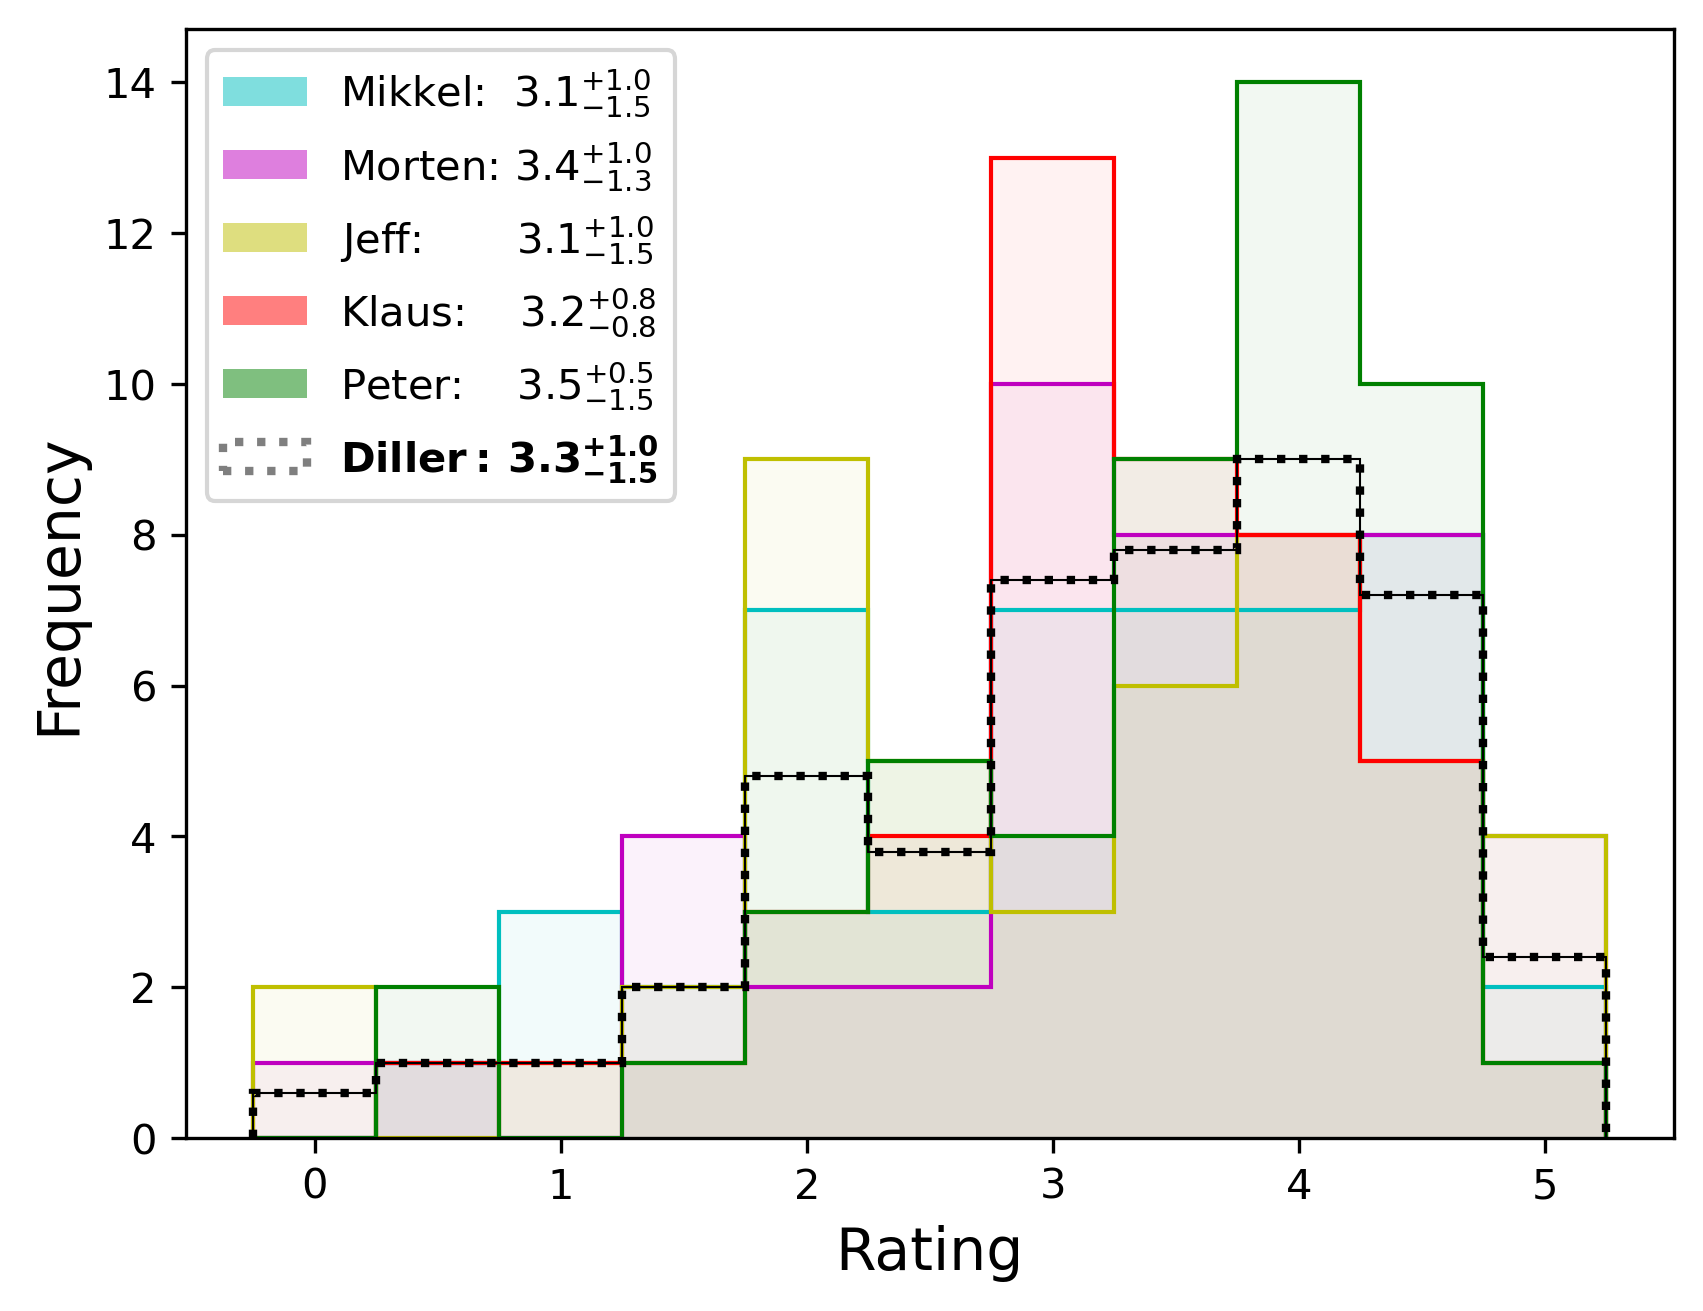 Mikkel: 3.1 +1.0 −1.5
Morten: 3.4 +1.0 −1.3
Jeff: 3.1 +1.0 −1.5
Klaus: 3.2 +0.8 −0.8
Peter: 3.5 +0.5 −1.5
Diller: 3.3 +1.0 −1.5
14
12
10
8
6
4
2
0
Frequency
0 1 2 3 4 5
Rating